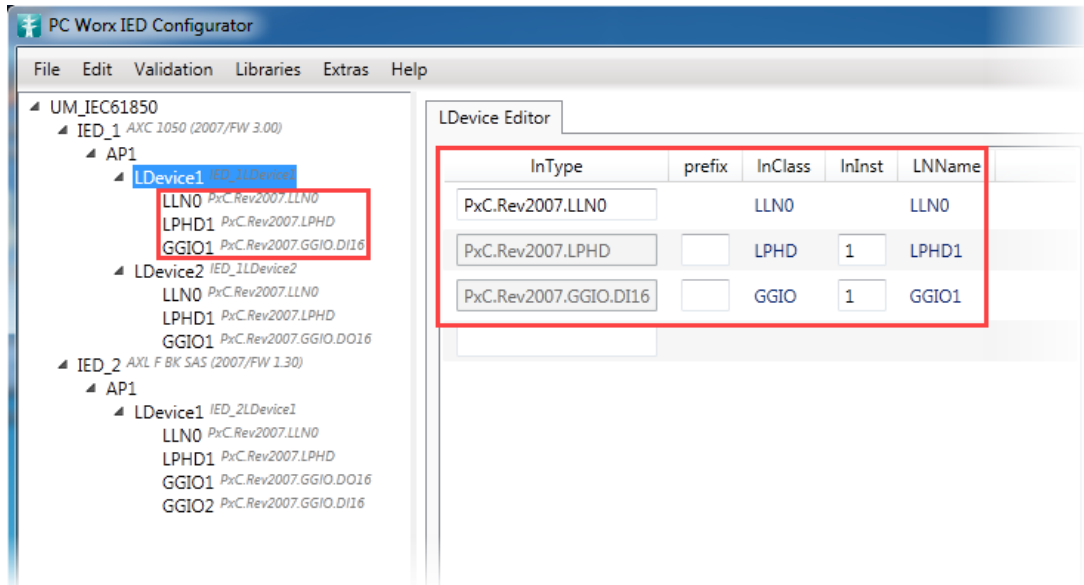 PC Worx IED Configurator
File Edit Validation Libraries Extras Help
UM_IEC61850
IED_1 AXC 1050 (2007/FW 3.00)
AP1
LDevice1 IED_1LDevice1
LLN0 PxC.Rev2007.LLN0
LPHD1 PxC.Rev2007.LPHD
GGIO1 PxC.Rev2007.GGIO.DI16
LDevice2 IED_1LDevice2
LLN0 PxC.Rev2007.LLN0
LPHD1 PxC.Rev2007.LPHD
GGIO1 PxC.Rev2007.GGIO.DO16
IED_2 AXL F BK SAS (2007/FW 1.30)
AP1
LDevice1 IED_2LDevice1
LLN0 PxC.Rev2007.LLN0
LPHD1 PxC.Rev2007.LPHD
GGIO1 PxC.Rev2007.GGIO.DO16
GGIO2 PxC.Rev2007.GGIO.DI16
LDevice Editor
lnType prefix lnClass lnInst LNName
PxC.Rev2007.LLN0 LLN0 LLN0
PxC.Rev2007.LPHD LPHD 1 LPHD1
PxC.Rev2007.GGIO.DI16 GGIO 1 GGIO1